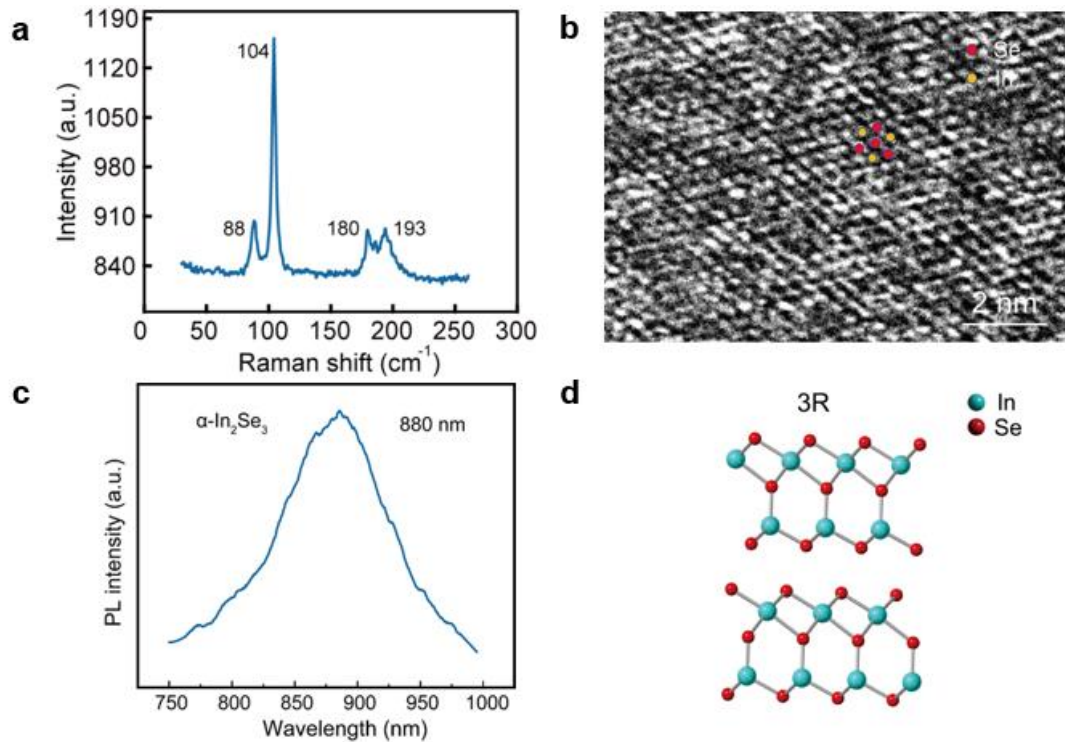 a
1190
1120
1050
980
910
840
Intensity (a.u.)
104
88
180
193
0
50
100
150
200
250
300
Raman shift (cm⁻¹)
b
Se
In
2 nm
c
α-In₂Se₃
880 nm
PL intensity (a.u.)
750
800
850
900
950
1000
Wavelength (nm)
d
3R
In
Se